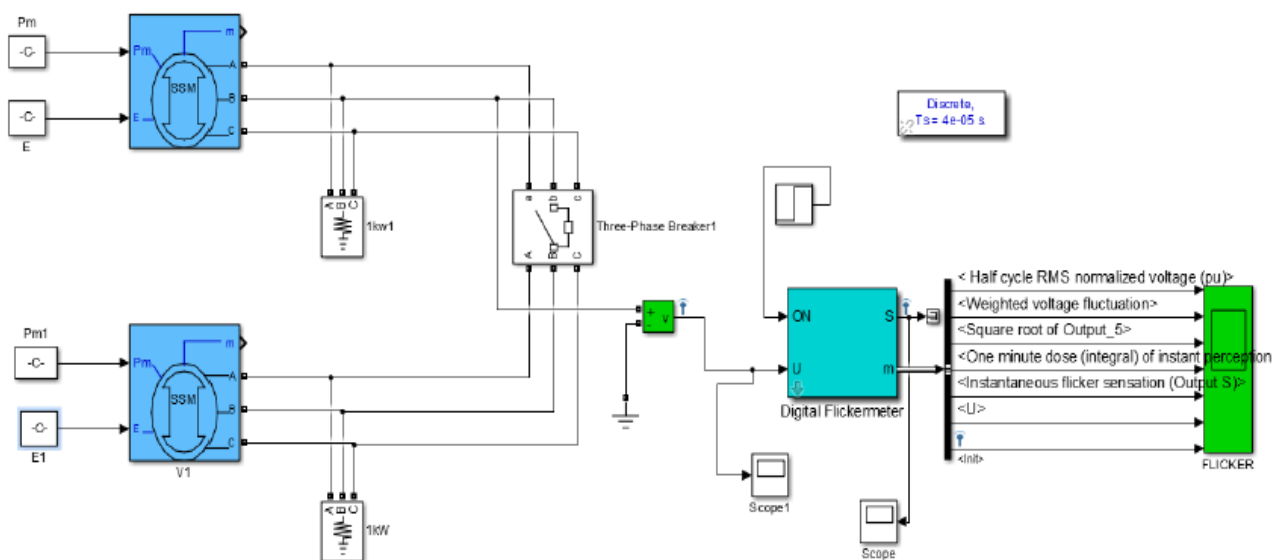 Pm
-C-
-C-
E
Pm
E
SSM
m
A
B
C
A
B
C
1kw1
a
b
c
A
B
C
Three-Phase Breaker1
Discrete,
Ts = 4e-05 s.
Pm1
-C-
-C-
E1
Pm
E
SSM
m
A
B
C
V1
A
B
C
1kW
+
-
v
ON
U
S
m
Digital Flickermeter
Scope1
Scope
< Half cycle RMS normalized voltage (pu)>
<Weighted voltage fluctuation>
<Square root of Output_5>
<One minute dose (integral) of instant perception
<Instantaneous flicker sensation (Output S)>
<U>
<Init>
FLICKER